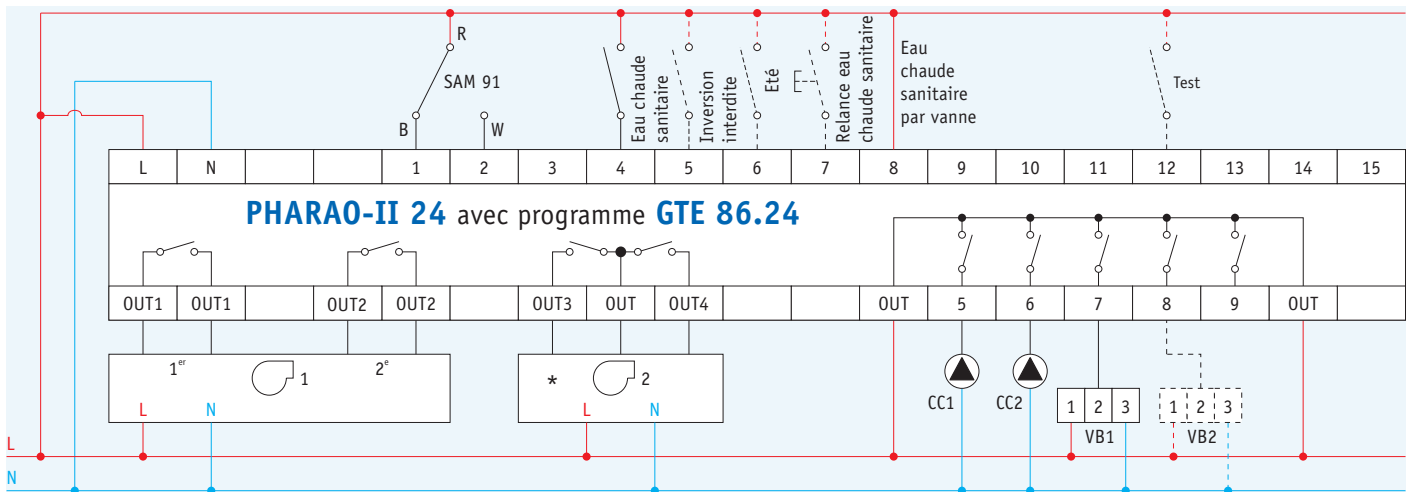 R
SAM 91
B
W
Eau chaude
sanitaire
Inversion
interdite
Eté
Relance eau
chaude sanitaire
Eau
chaude
sanitaire
par vanne
Test
L N 1 2 3 4 5 6 7 8 9 10 11 12 13 14 15
PHARAO-II 24 avec programme GTE 86.24
OUT1 OUT1 OUT2 OUT2 OUT3 OUT OUT4 OUT 5 6 7 8 9 OUT
1er 1 2e
L N
* 2
L N
CC1
CC2
1 2 3
VB1
1 2 3
VB2
L
N